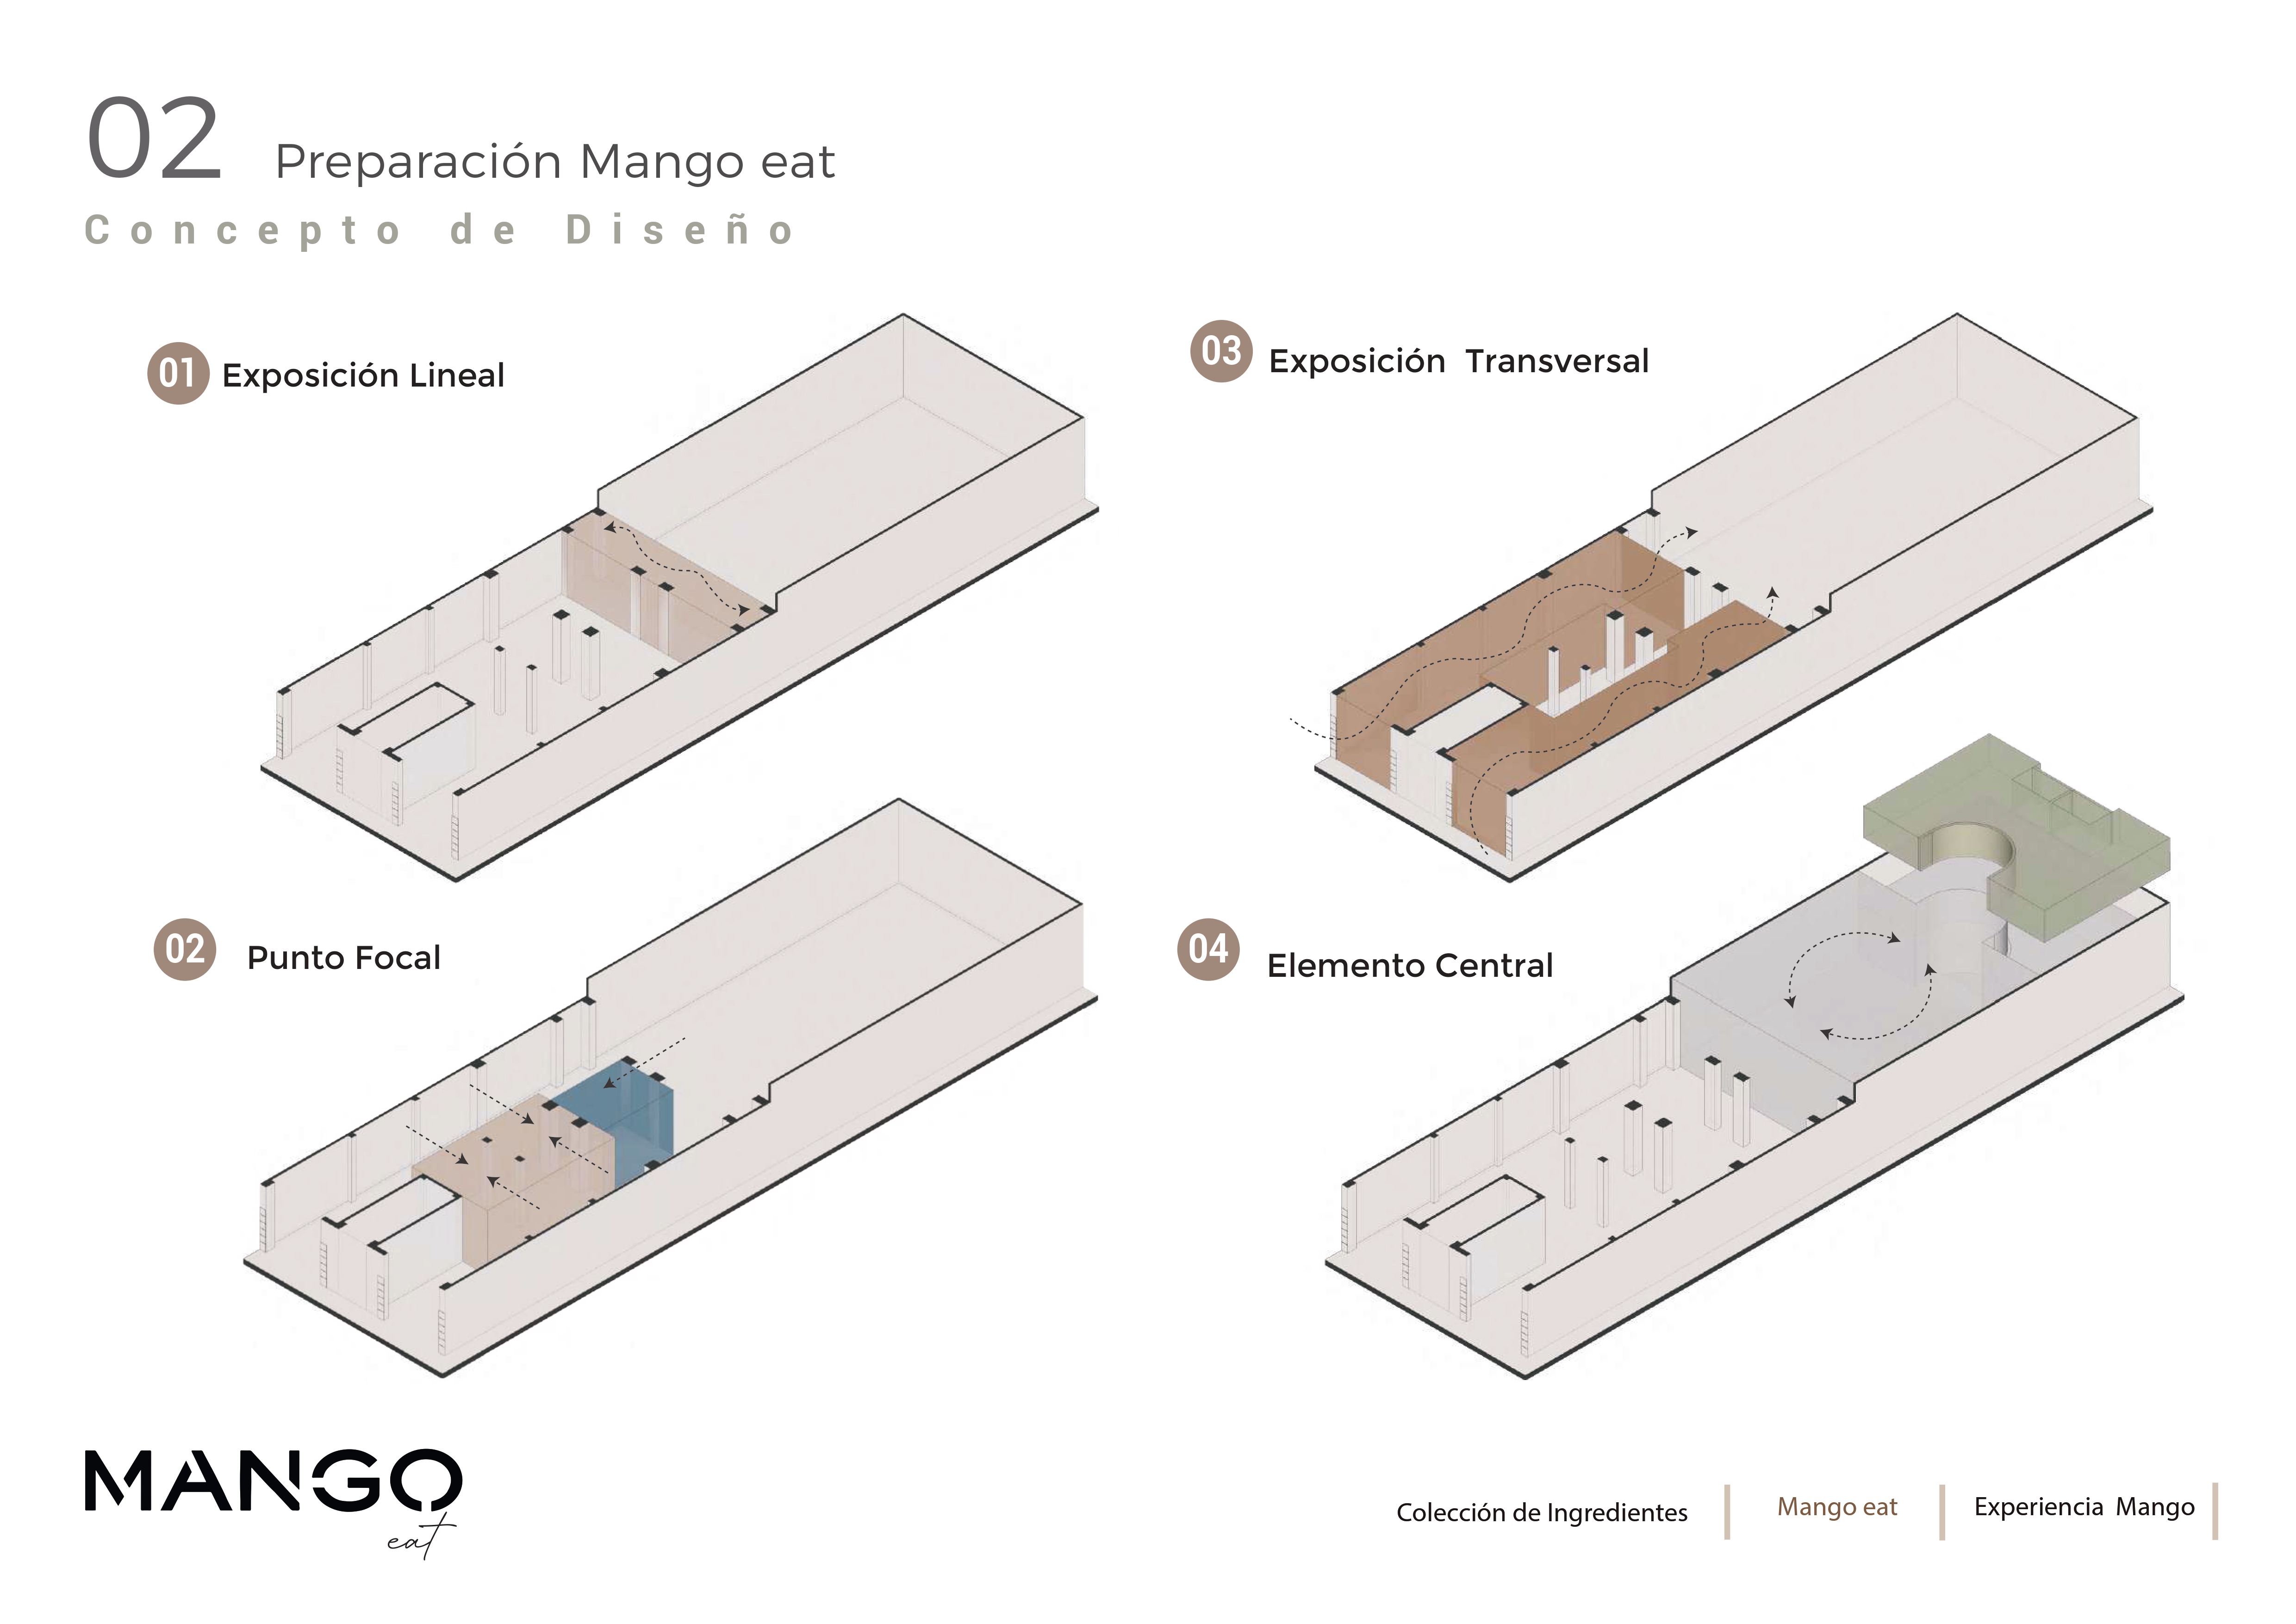 02 Preparación Mango eat
Concepto de Diseño
01 Exposición Lineal
02 Punto Focal
03 Exposición Transversal
04 Elemento Central
MANGO
eat
Colección de Ingredientes
Mango eat
Experiencia Mango